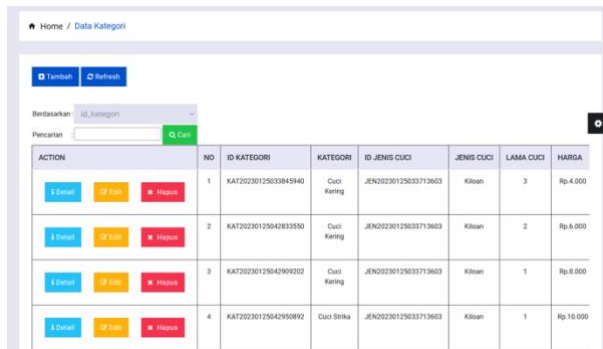 Home / Data Kategori
Tambah Refresh
Berdasarkan: id_kategori
Pencarian : Cari
ACTION NO ID KATEGORI KATEGORI ID JENIS CUCI JENIS CUCI LAMA CUCI HARGA
Detail Edit Hapus 1 KAT20230125033845940 Cuci Kering JEN20230125033713603 Kiloan 3 Rp.4.000
Detail Edit Hapus 2 KAT20230125042833550 Cuci Kering JEN20230125033713603 Kiloan 2 Rp.6.000
Detail Edit Hapus 3 KAT20230125042909202 Cuci Kering JEN20230125033713603 Kiloan 1 Rp.8.000
Detail Edit Hapus 4 KAT20230125042950892 Cuci Strika JEN20230125033713603 Kiloan 1 Rp.10.000